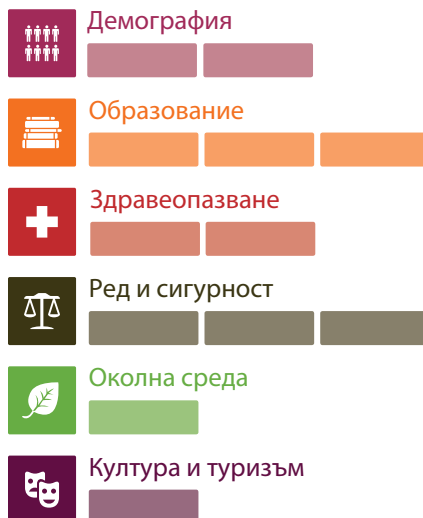 Демография
Образование
Здравеопазване
Ред и сигурност
Околна среда
Култура и туризъм